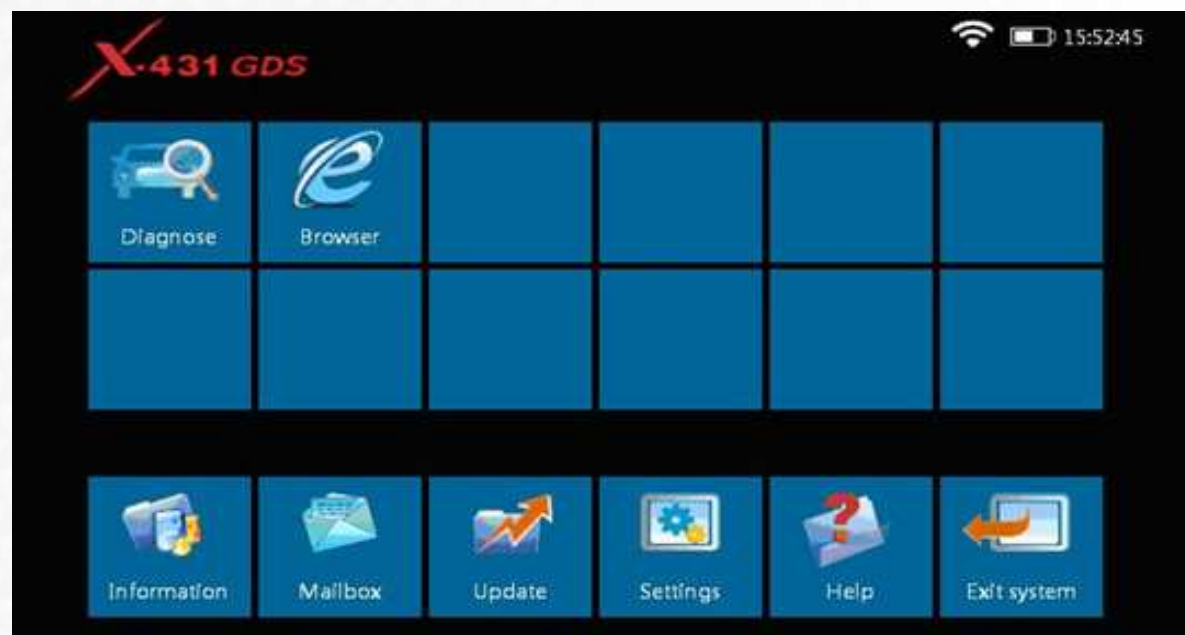 X-431 GDS
15:52:45
Diagnose
Browser
Information
Mailbox
Update
Settings
Help
Exit system